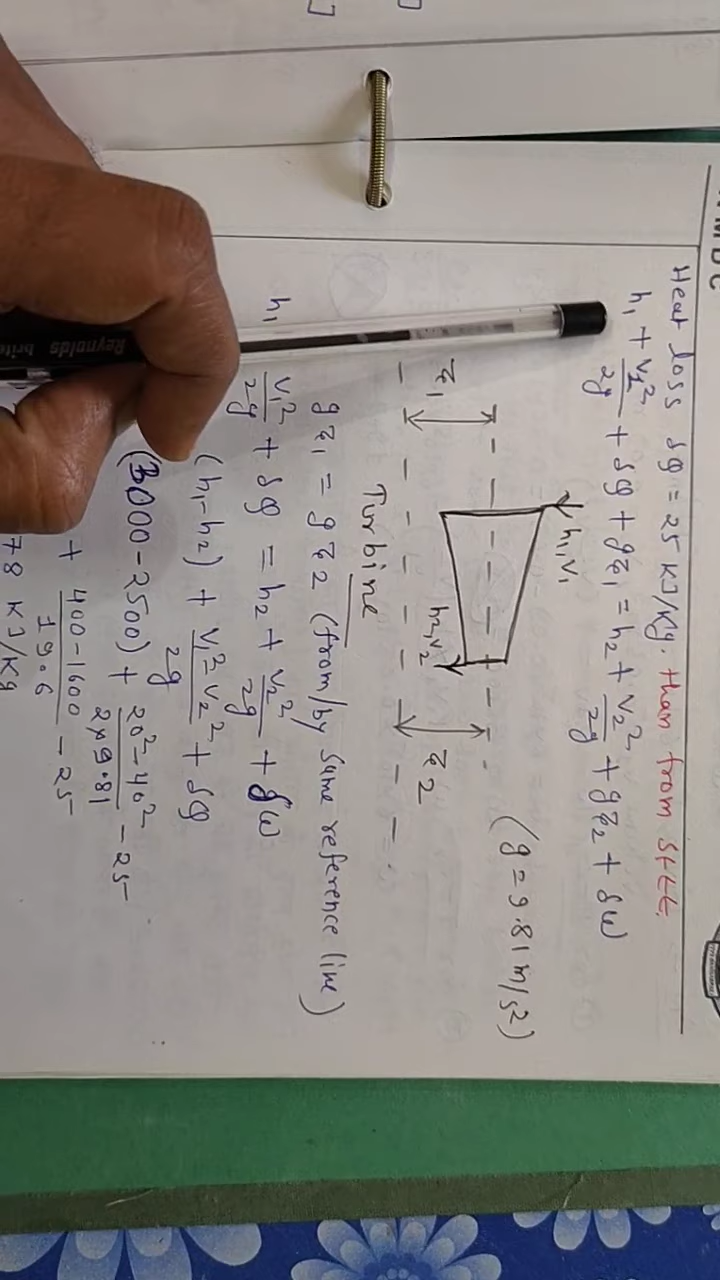 Heat loss δq = 25 KJ/Kg. than from SFEE.
h₁ + V₁²/2g + δq + gz₁ = h₂ + V₂²/2g + gz₂ + δω
(g = 9.81 m/s²)
h₁, V₁
z₁
z₂
h₂, V₂
Turbine
gz₁ = gz₂ (from/by same reference line)
h₁ V₁²/2g + δq = h₂ + V₂²/2g + δω
(h₁-h₂) + V₁²-V₂²/2g + δq
(3000-2500) + 20²-40²/2×9.81 - 25
+ 400-1600/19.6 - 25
78 KJ/Kg
Reynolds